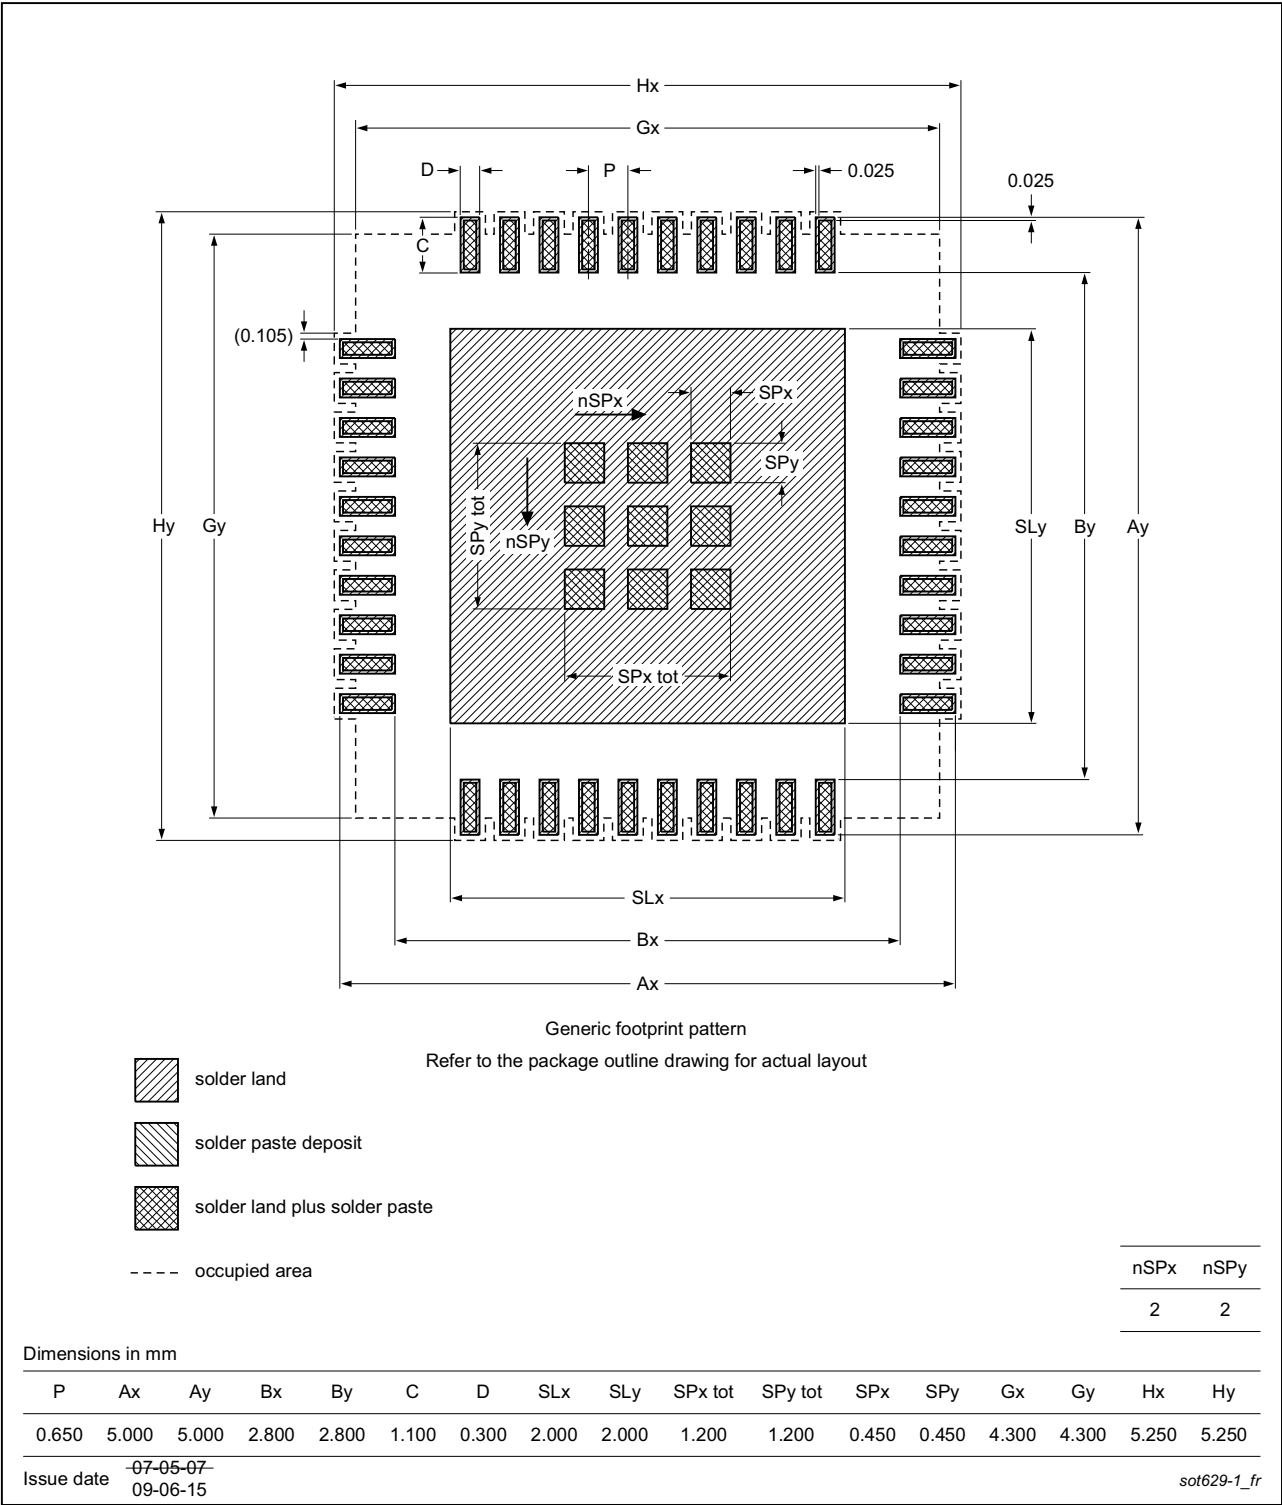 Hx
Gx
D
P
0.025
0.025
C
(0.105)
nSPx
SPx
SPy
Hy
Gy
SPy tot
nSPy
SLy
By
Ay
SPx tot
SLx
Bx
Ax
Generic footprint pattern
Refer to the package outline drawing for actual layout
solder land
solder paste deposit
solder land plus solder paste
occupied area
nSPx nSPy
2 2
Dimensions in mm
P Ax Ay Bx By C D SLx SLy SPx tot SPy tot SPx SPy Gx Gy Hx Hy
0.650 5.000 5.000 2.800 2.800 1.100 0.300 2.000 2.000 1.200 1.200 0.450 0.450 4.300 4.300 5.250 5.250
Issue date 07-05-07
09-06-15
sot629-1_fr